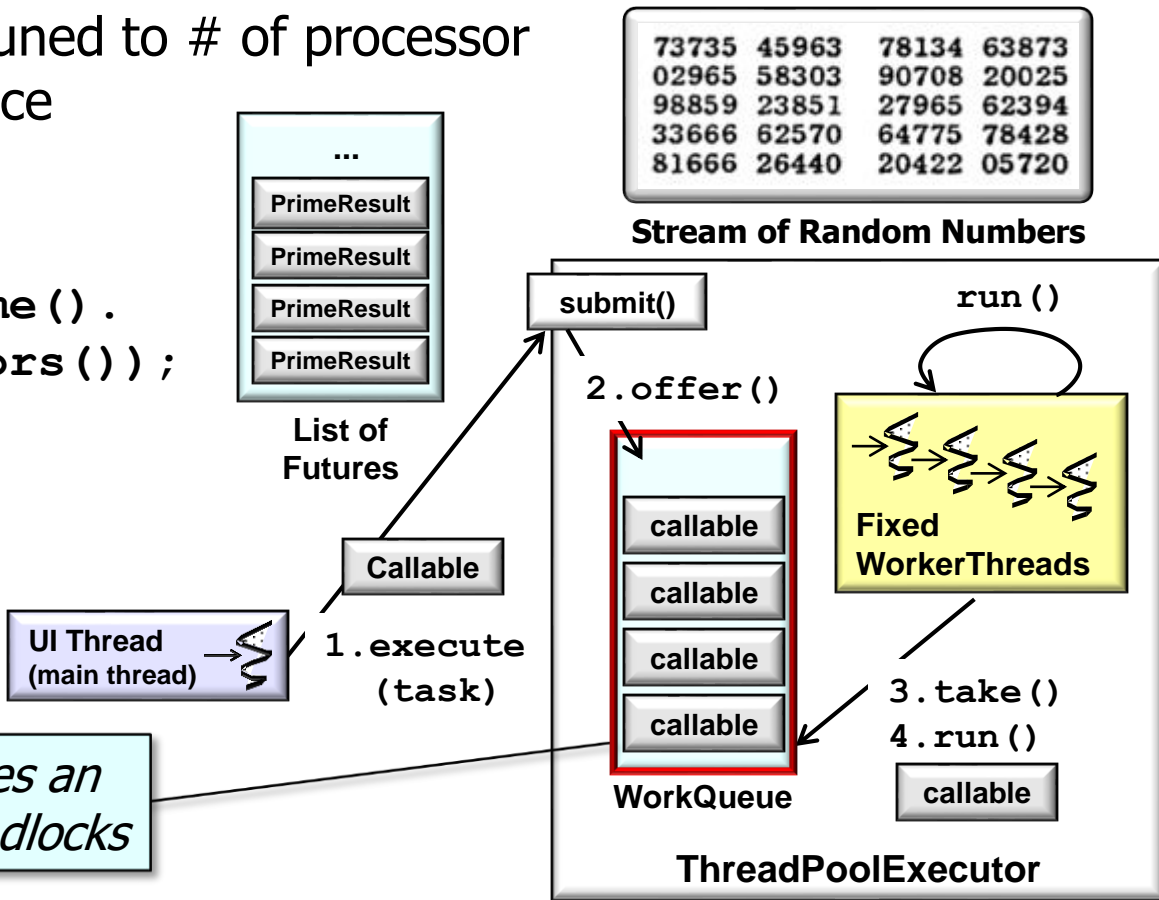 uned to # of processor
ce
73735 45963 78134 63873
02965 58303 90708 20025
98859 23851 27965 62394
33666 62570 64775 78428
81666 26440 20422 05720
Stream of Random Numbers
...
PrimeResult
PrimeResult
PrimeResult
PrimeResult
List of
Futures
me().
ors());
submit()
run()
2.offer()
callable
callable
callable
callable
WorkQueue
Fixed
WorkerThreads
Callable
UI Thread
(main thread)
1.execute
(task)
3.take()
4.run()
callable
es an
dlocks
ThreadPoolExecutor